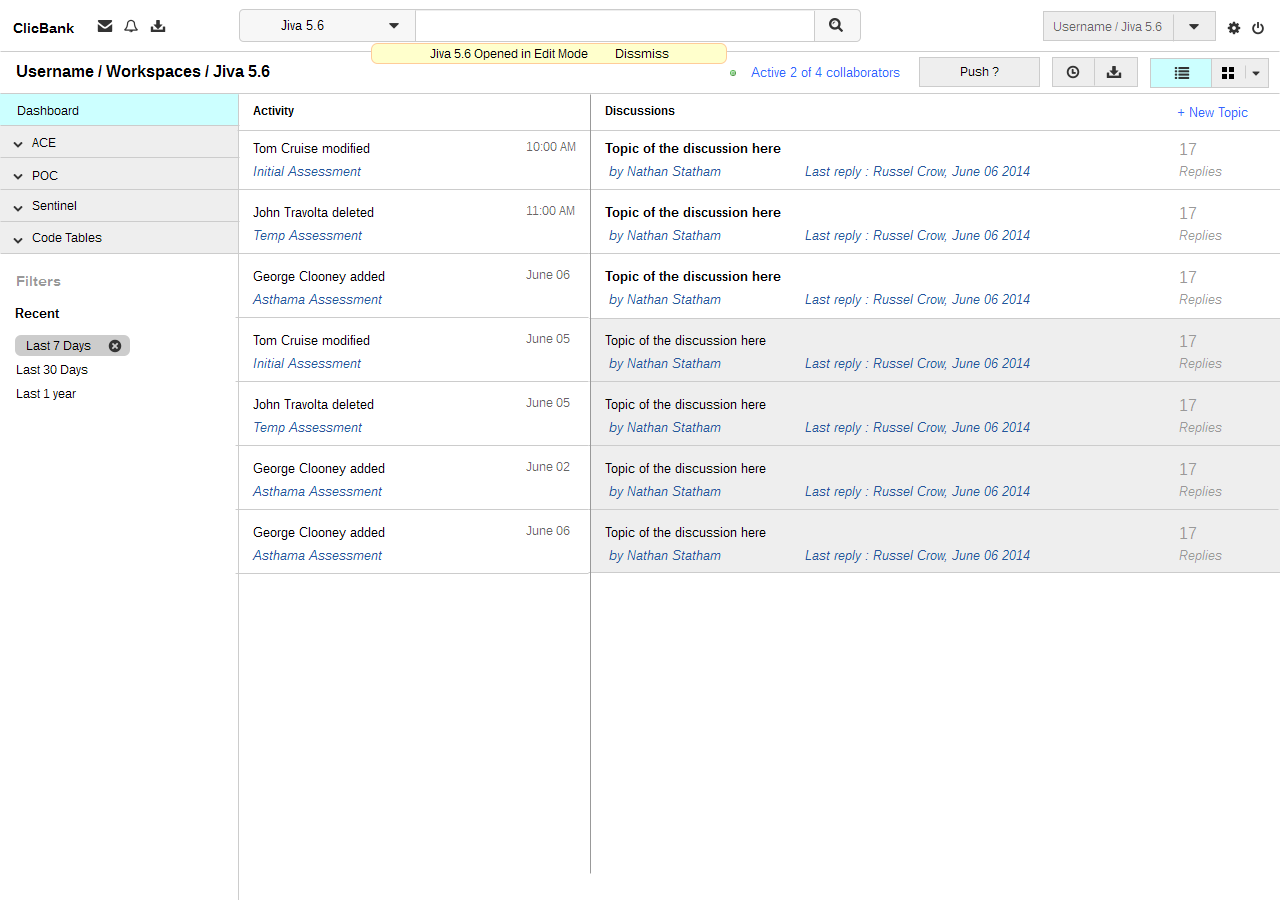 ClicBank
Jiva 5.6
Username / Jiva 5.6
Jiva 5.6 Opened in Edit Mode Dissmiss
Username / Workspaces / Jiva 5.6
Active 2 of 4 collaborators
Push ?
Dashboard
ACE
POC
Sentinel
Code Tables
Filters
Recent
Last 7 Days
Last 30 Days
Last 1 year
Activity
Tom Cruise modified 10:00 AM
Initial Assessment
John Travolta deleted 11:00 AM
Temp Assessment
George Clooney added June 06
Asthama Assessment
Tom Cruise modified June 05
Initial Assessment
John Travolta deleted June 05
Temp Assessment
George Clooney added June 02
Asthama Assessment
George Clooney added June 06
Asthama Assessment
Discussions + New Topic
Topic of the discussion here 17
by Nathan Statham Last reply : Russel Crow, June 06 2014 Replies
Topic of the discussion here 17
by Nathan Statham Last reply : Russel Crow, June 06 2014 Replies
Topic of the discussion here 17
by Nathan Statham Last reply : Russel Crow, June 06 2014 Replies
Topic of the discussion here 17
by Nathan Statham Last reply : Russel Crow, June 06 2014 Replies
Topic of the discussion here 17
by Nathan Statham Last reply : Russel Crow, June 06 2014 Replies
Topic of the discussion here 17
by Nathan Statham Last reply : Russel Crow, June 06 2014 Replies
Topic of the discussion here 17
by Nathan Statham Last reply : Russel Crow, June 06 2014 Replies